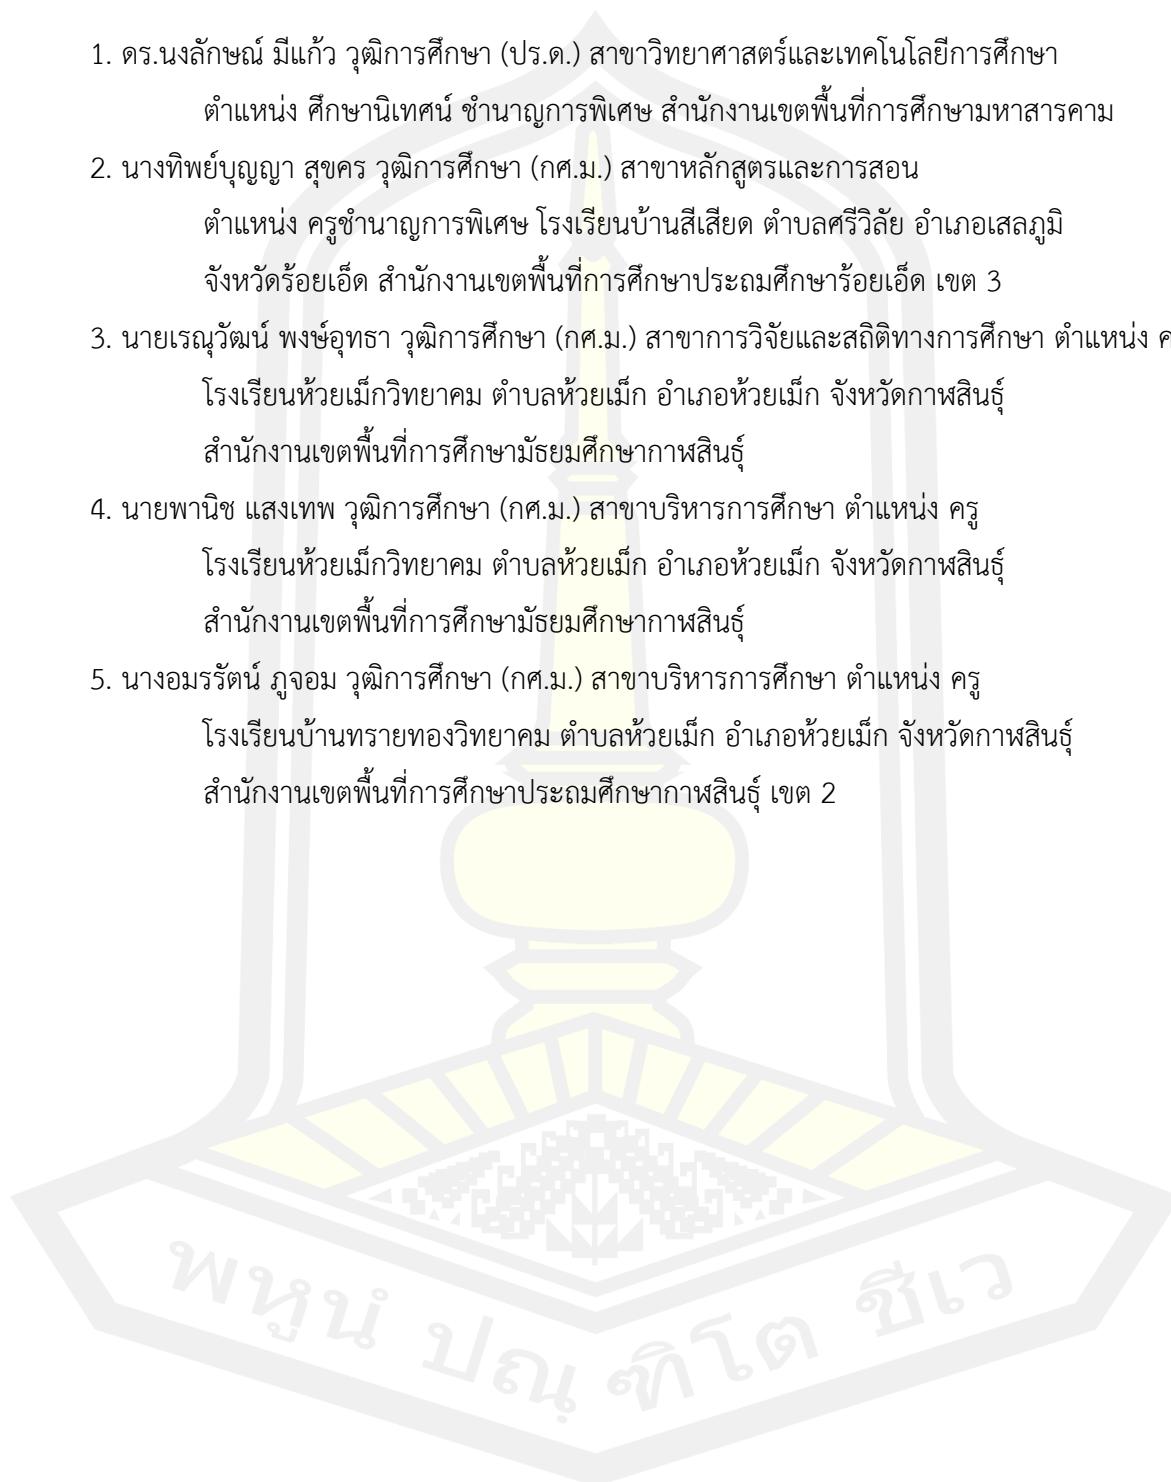 1. ดร.นงลักษณ์ มีแก้ว วุฒิการศึกษา (ปร.ด.) สาขาวิทยาศาสตร์และเทคโนโลยีการศึกษา
ตำแหน่ง ศึกษานิเทศน์ ชำนาญการพิเศษ สำนักงานเขตพื้นที่การศึกษามหาสารคาม
2. นางทิพย์บุญญา สุขคร วุฒิการศึกษา (กศ.ม.) สาขาหลักสูตรและการสอน
ตำแหน่ง ครูชำนาญการพิเศษ โรงเรียนบ้านสีเสียด ตำบลศรีวิลัย อำเภอเสลภูมิ
จังหวัดร้อยเอ็ด สำนักงานเขตพื้นที่การศึกษาประถมศึกษาร้อยเอ็ด เขต 3
3. นายเรณุวัฒน์ พงษ์อุทธา วุฒิการศึกษา (กศ.ม.) สาขาการวิจัยและสถิติทางการศึกษา ตำแหน่ง
โรงเรียนห้วยเม็กวิทยาคม ตำบลห้วยเม็ก อำเภอห้วยเม็ก จังหวัดกาฬสินธุ์
สำนักงานเขตพื้นที่การศึกษามัธยมศึกษากาฬสินธุ์
4. นายพานิช แสงเทพ วุฒิการศึกษา (กศ.ม.) สาขาบริหารการศึกษา ตำแหน่ง ครู
โรงเรียนห้วยเม็กวิทยาคม ตำบลห้วยเม็ก อำเภอห้วยเม็ก จังหวัดกาฬสินธุ์
สำนักงานเขตพื้นที่การศึกษามัธยมศึกษากาฬสินธุ์
5. นางอมรรัตน์ ภูจอม วุฒิการศึกษา (กศ.ม.) สาขาบริหารการศึกษา ตำแหน่ง ครู
โรงเรียนบ้านทรายทองวิทยาคม ตำบลห้วยเม็ก อำเภอห้วยเม็ก จังหวัดกาฬสินธุ์
สำนักงานเขตพื้นที่การศึกษาประถมศึกษากาฬสินธุ์ เขต 2
พหูนํ ปณฺ ฑิโต ชีเว